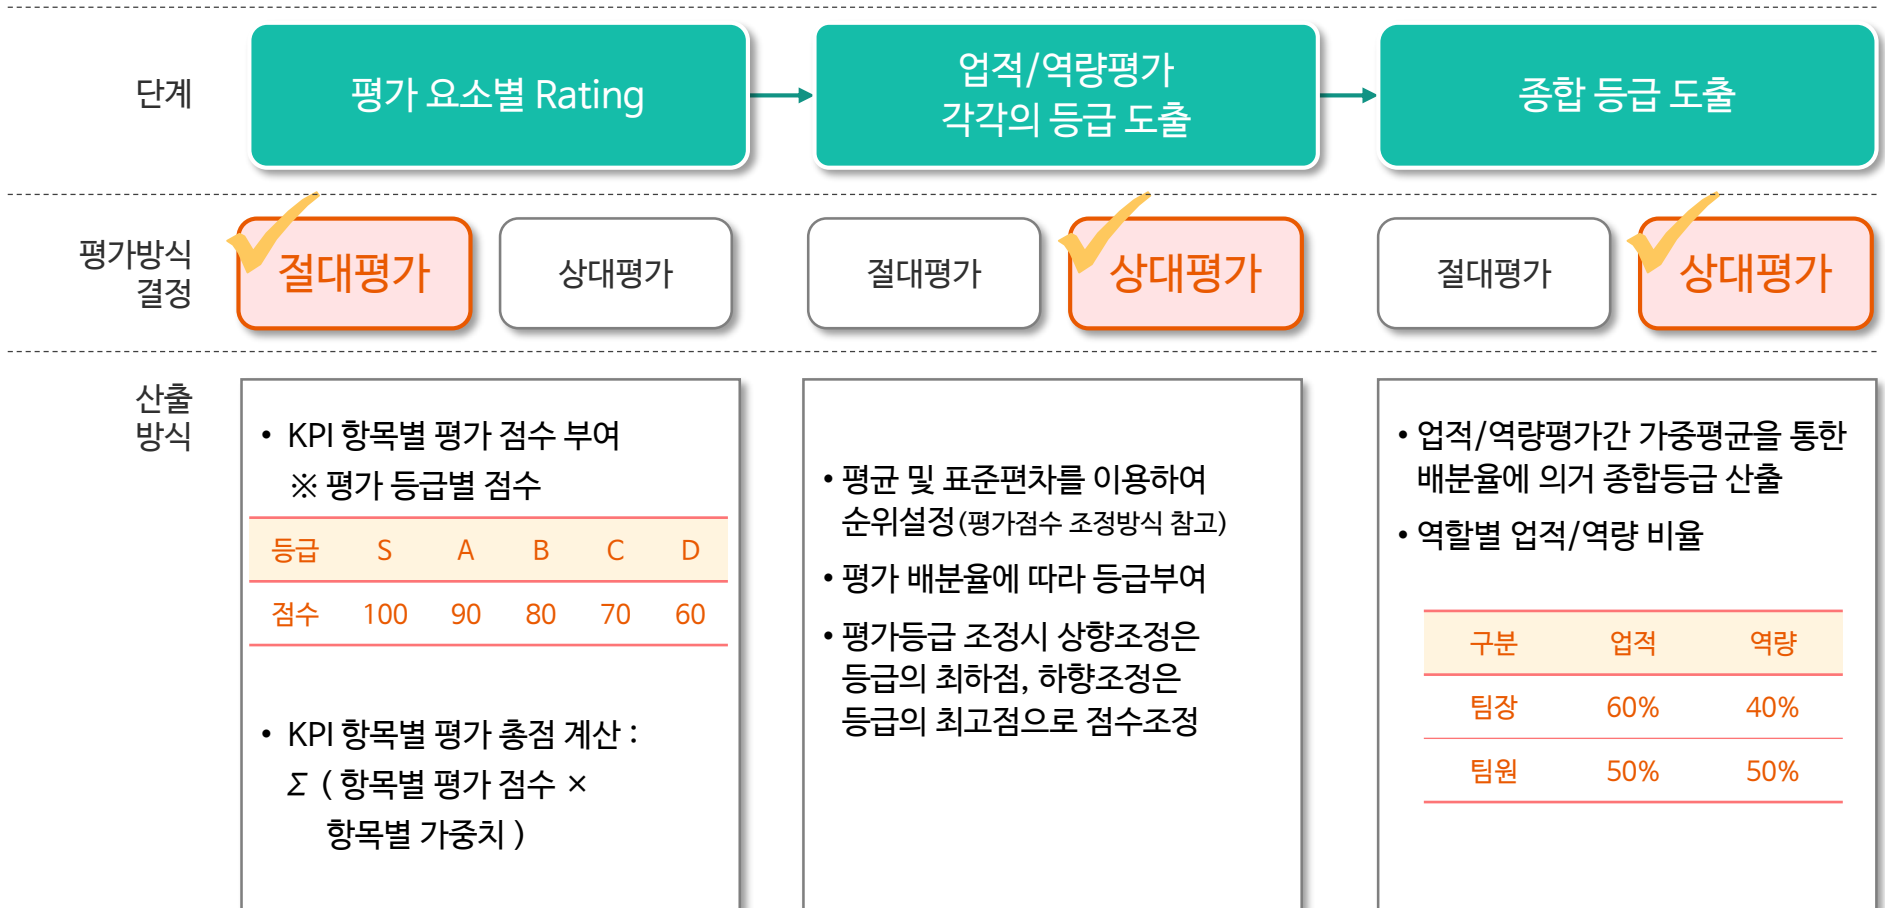 단계
평가 요소별 Rating
업적/역량평가
각각의 등급 도출
종합 등급 도출
평가방식
결정
절대평가
상대평가
절대평가
상대평가
절대평가
상대평가
산출
방식
• KPI 항목별 평가 점수 부여
※ 평가 등급별 점수
등급 S A B C D
점수 100 90 80 70 60
• KPI 항목별 평가 총점 계산 :
Σ ( 항목별 평가 점수 ×
항목별 가중치 )
• 평균 및 표준편차를 이용하여
순위설정(평가점수 조정방식 참고)
• 평가 배분율에 따라 등급부여
• 평가등급 조정시 상향조정은
등급의 최하점, 하향조정은
등급의 최고점으로 점수조정
• 업적/역량평가간 가중평균을 통한
배분율에 의거 종합등급 산출
• 역할별 업적/역량 비율
구분 업적 역량
팀장 60% 40%
팀원 50% 50%